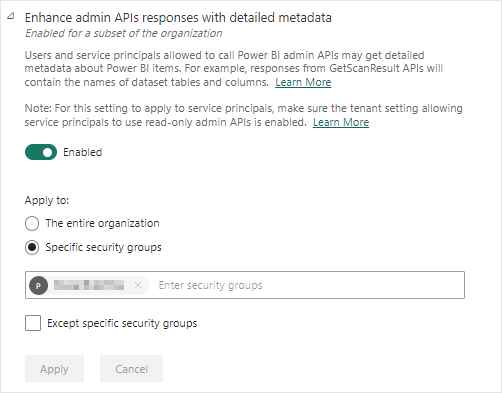 Enhance admin APIs responses with detailed metadata
Enabled for a subset of the organization
Users and service principals allowed to call Power BI admin APIs may get detailed
metadata about Power BI items. For example, responses from GetScanResult APIs will
contain the names of dataset tables and columns. Learn More
Note: For this setting to apply to service principals, make sure the tenant setting allowing
service principals to use read-only admin APIs is enabled. Learn More
Enabled
Apply to:
The entire organization
Specific security groups
P Enter security groups
Except specific security groups
Apply Cancel